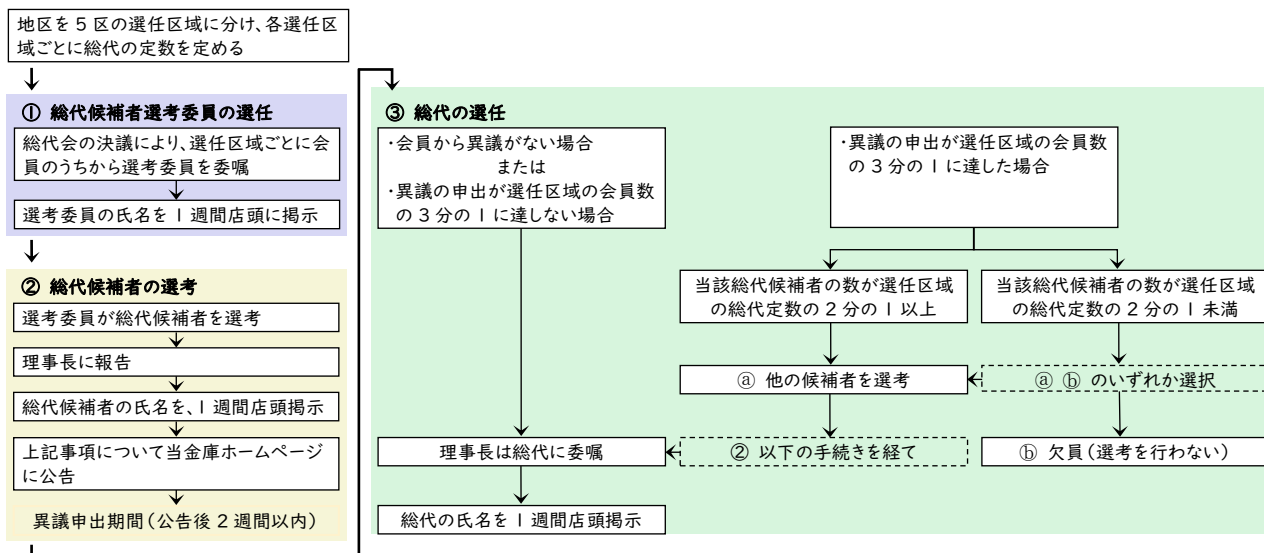 地区を5区の選任区域に分け、各選任区
域ごとに総代の定数を定める
① 総代候補者選考委員の選任
総代会の決議により、選任区域ごとに会
員のうちから選考委員を委嘱
選考委員の氏名を1週間店頭に掲示
② 総代候補者の選考
選考委員が総代候補者を選考
理事長に報告
総代候補者の氏名を、1週間店頭掲示
上記事項について当金庫ホームページ
に公告
異議申出期間（公告後2週間以内）
③ 総代の選任
・会員から異議がない場合
または
・異議の申出が選任区域の会員数
の3分の1に達しない場合
・異議の申出が選任区域の会員数
の3分の1に達した場合
当該総代候補者の数が選任区域
の総代定数の2分の1以上
当該総代候補者の数が選任区域
の総代定数の2分の1未満
ⓐ 他の候補者を選考
ⓐ ⓑ のいずれか選択
理事長は総代に委嘱
② 以下の手続きを経て
ⓑ 欠員（選考を行わない）
総代の氏名を1週間店頭掲示